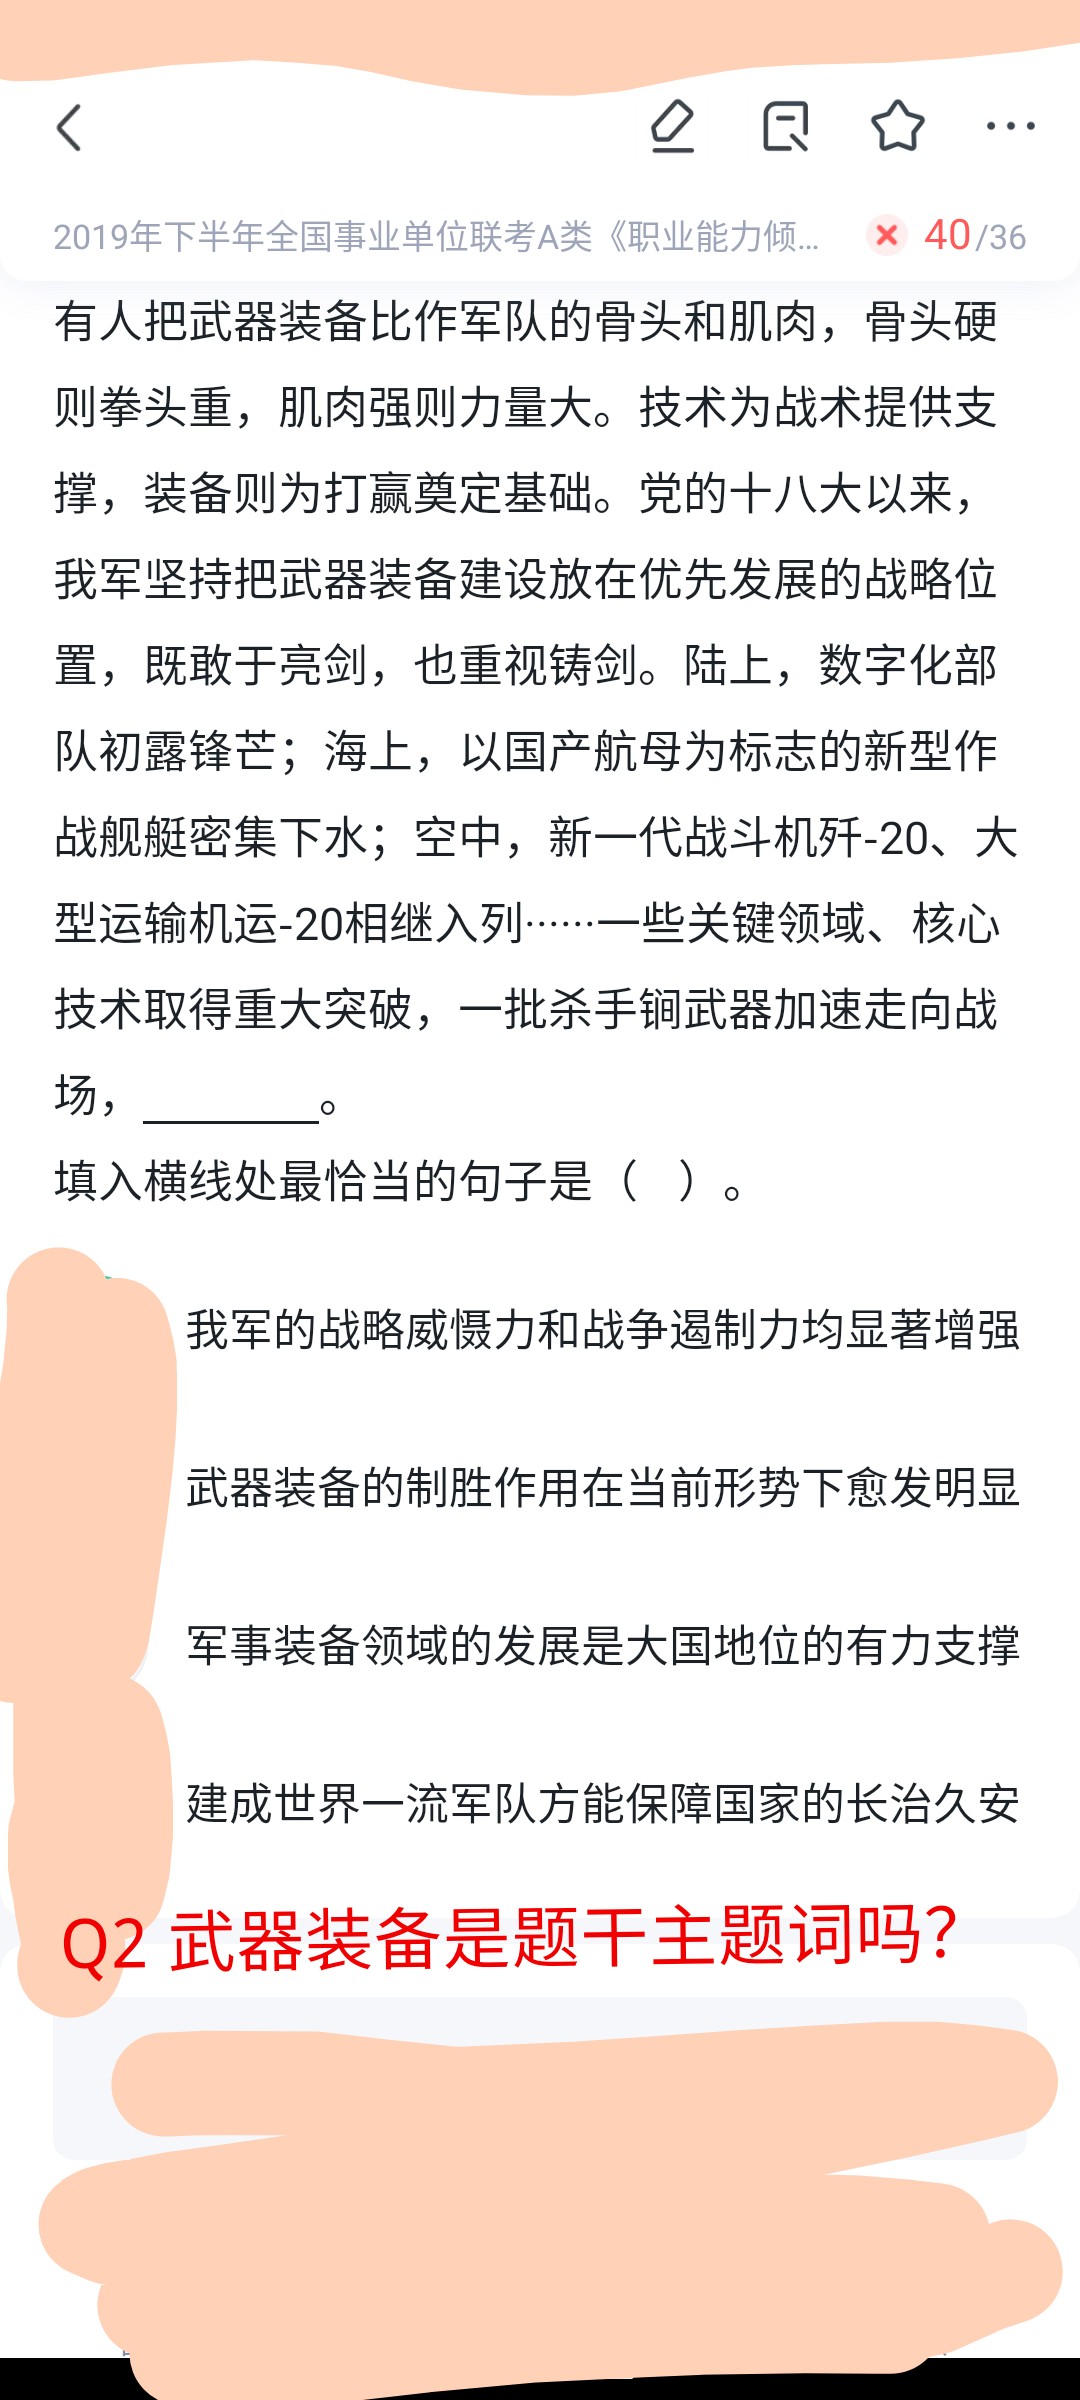 2019年下半年全国事业单位联考A类《职业能力倾... 40/36
有人把武器装备比作军队的骨头和肌肉，骨头硬
则拳头重，肌肉强则力量大。技术为战术提供支
撑，装备则为打赢奠定基础。党的十八大以来，
我军坚持把武器装备建设放在优先发展的战略位
置，既敢于亮剑，也重视铸剑。陆上，数字化部
队初露锋芒；海上，以国产航母为标志的新型作
战舰艇密集下水；空中，新一代战斗机歼-20、大
型运输机运-20相继入列······一些关键领域、核心
技术取得重大突破，一批杀手锏武器加速走向战
场，________。
填入横线处最恰当的句子是（ ）。
我军的战略威慑力和战争遏制力均显著增强
武器装备的制胜作用在当前形势下愈发明显
军事装备领域的发展是大国地位的有力支撑
建成世界一流军队方能保障国家的长治久安
Q2 武器装备是题干主题词吗？